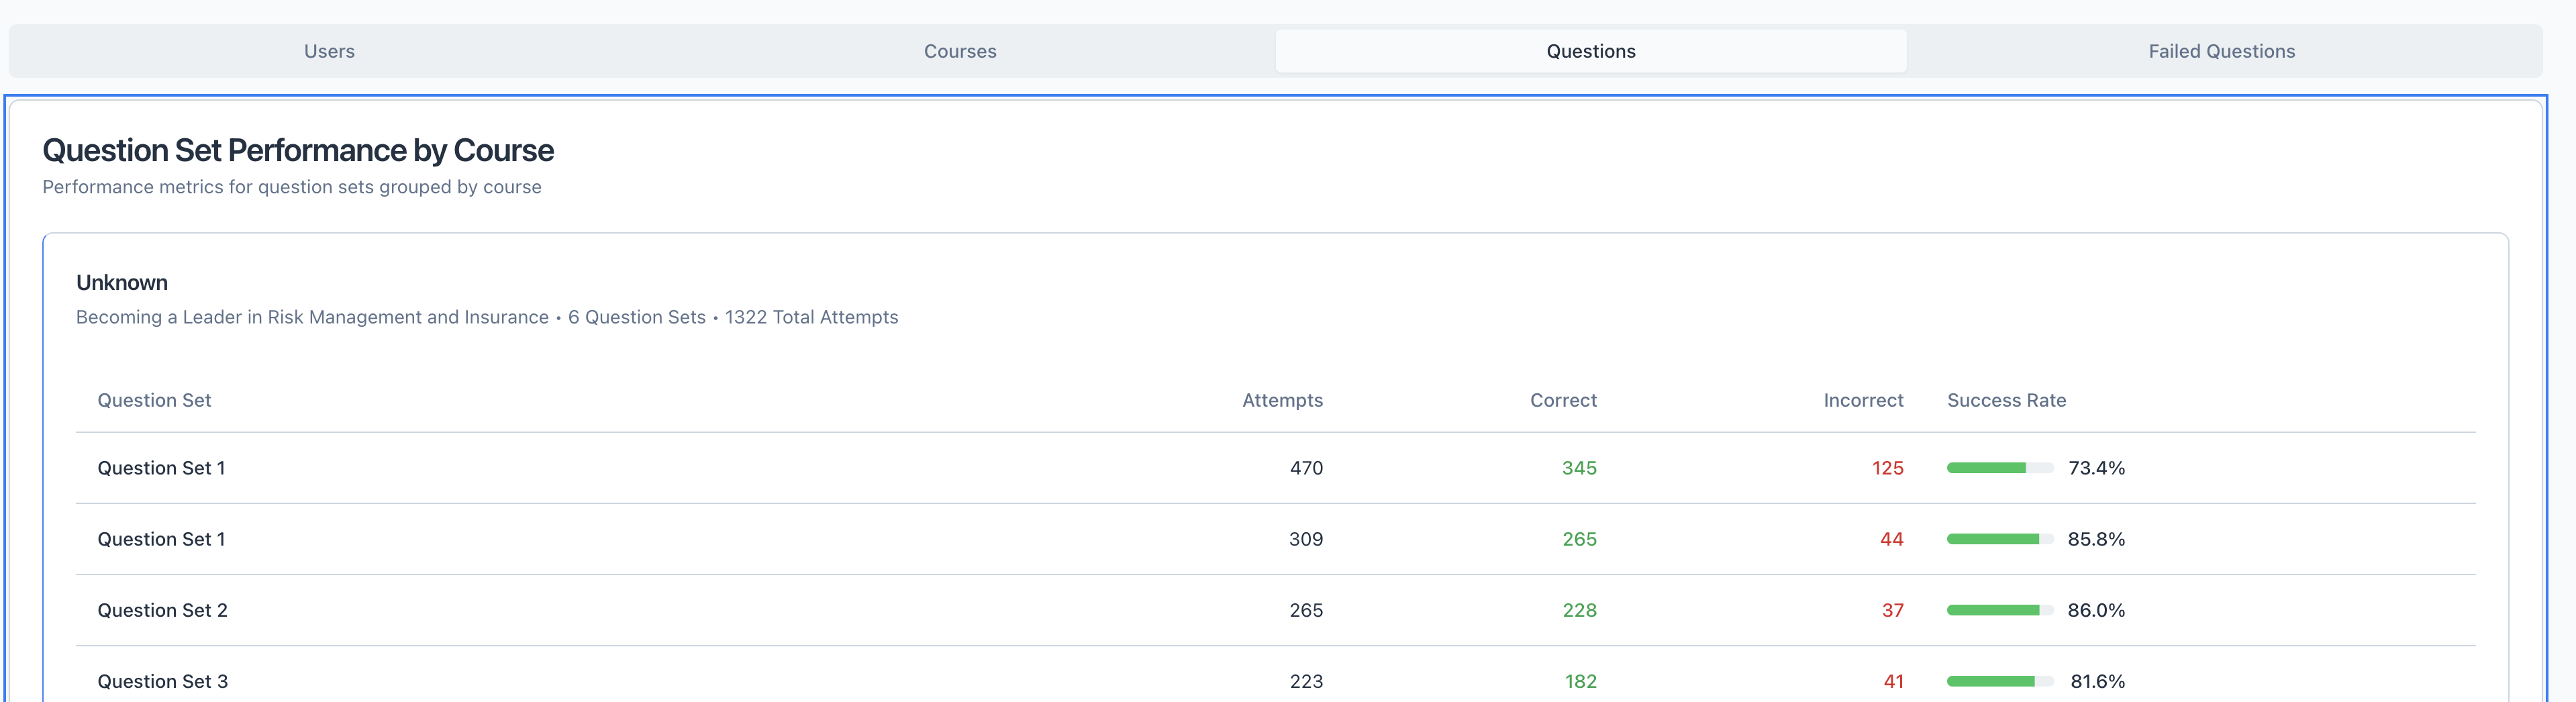 Users Courses Questions Failed Questions
Question Set Performance by Course
Performance metrics for question sets grouped by course
Unknown
Becoming a Leader in Risk Management and Insurance • 6 Question Sets • 1322 Total Attempts
Question Set Attempts Correct Incorrect Success Rate
Question Set 1 470 345 125 73.4%
Question Set 1 309 265 44 85.8%
Question Set 2 265 228 37 86.0%
Question Set 3 223 182 41 81.6%